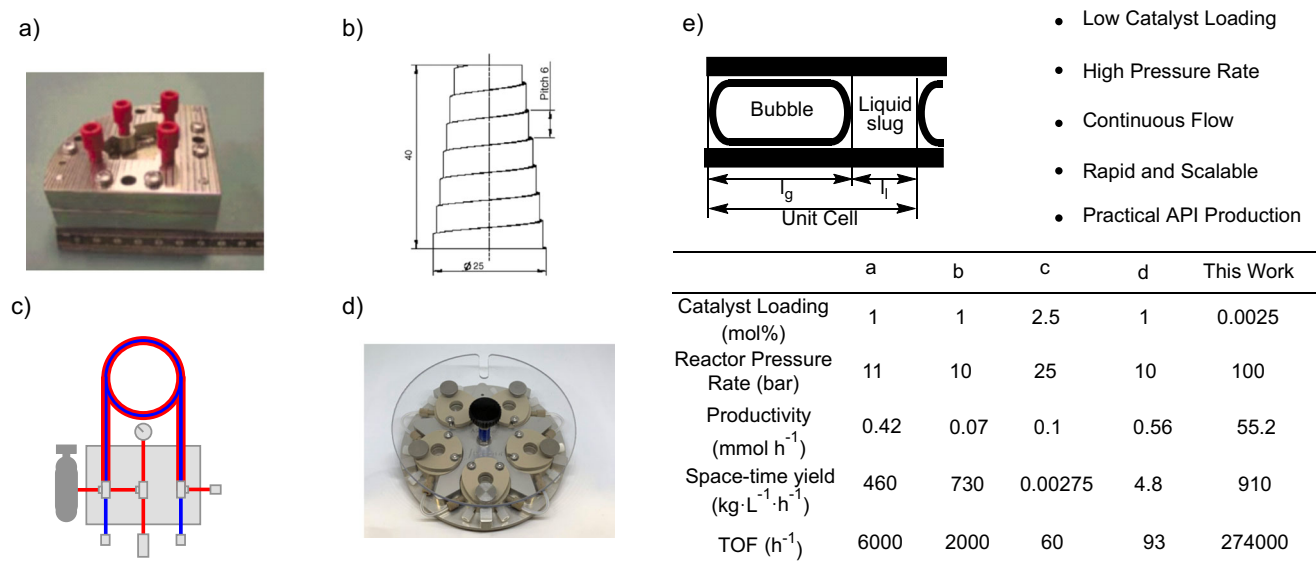 a)
b)
40
Pitch 6
Ø 25
c)
d)
e)
Bubble
Liquid
slug
l_g
l_l
Unit Cell
• Low Catalyst Loading
• High Pressure Rate
• Continuous Flow
• Rapid and Scalable
• Practical API Production
a b c d This Work
Catalyst Loading
(mol%)
1 1 2.5 1 0.0025
Reactor Pressure
Rate (bar)
11 10 25 10 100
Productivity
(mmol h⁻¹)
0.42 0.07 0.1 0.56 55.2
Space-time yield
(kg·L⁻¹·h⁻¹)
460 730 0.00275 4.8 910
TOF (h⁻¹) 6000 2000 60 93 274000